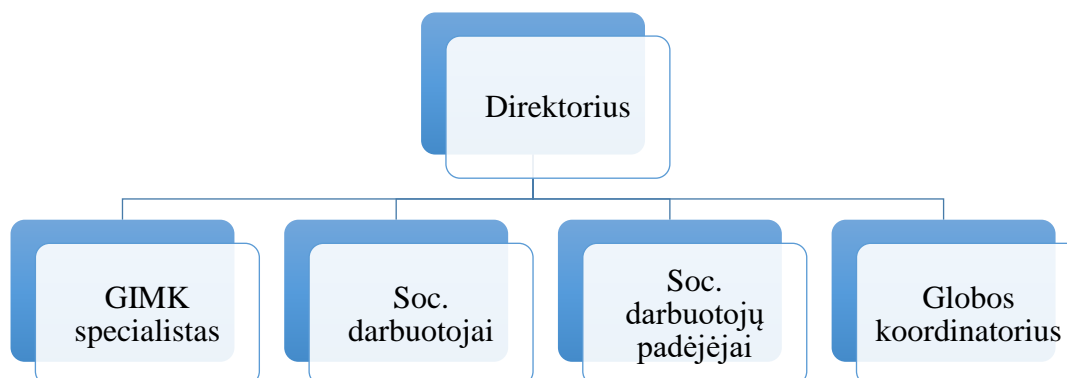 Direktorius
GIMK
specialistas
Soc.
darbuotojai
Soc.
darbuotojų
padėjėjai
Globos
koordinatorius